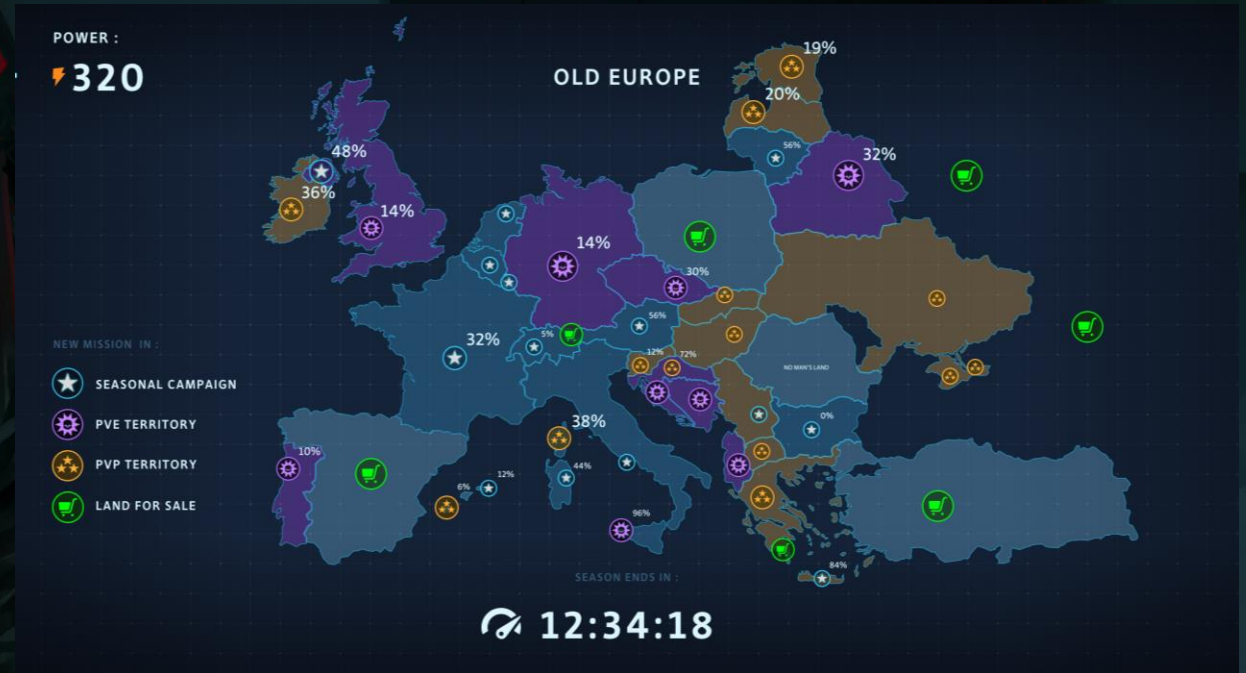 POWER :
320
OLD EUROPE
19%
20%
56%
32%
48%
36%
14%
14%
30%
56%
5%
32%
12%
72%
NO MAN'S LAND
0%
38%
10%
44%
12%
6%
96%
84%
NEW MISSION IN :
SEASONAL CAMPAIGN
PVE TERRITORY
PVP TERRITORY
LAND FOR SALE
SEASON ENDS IN :
12:34:18